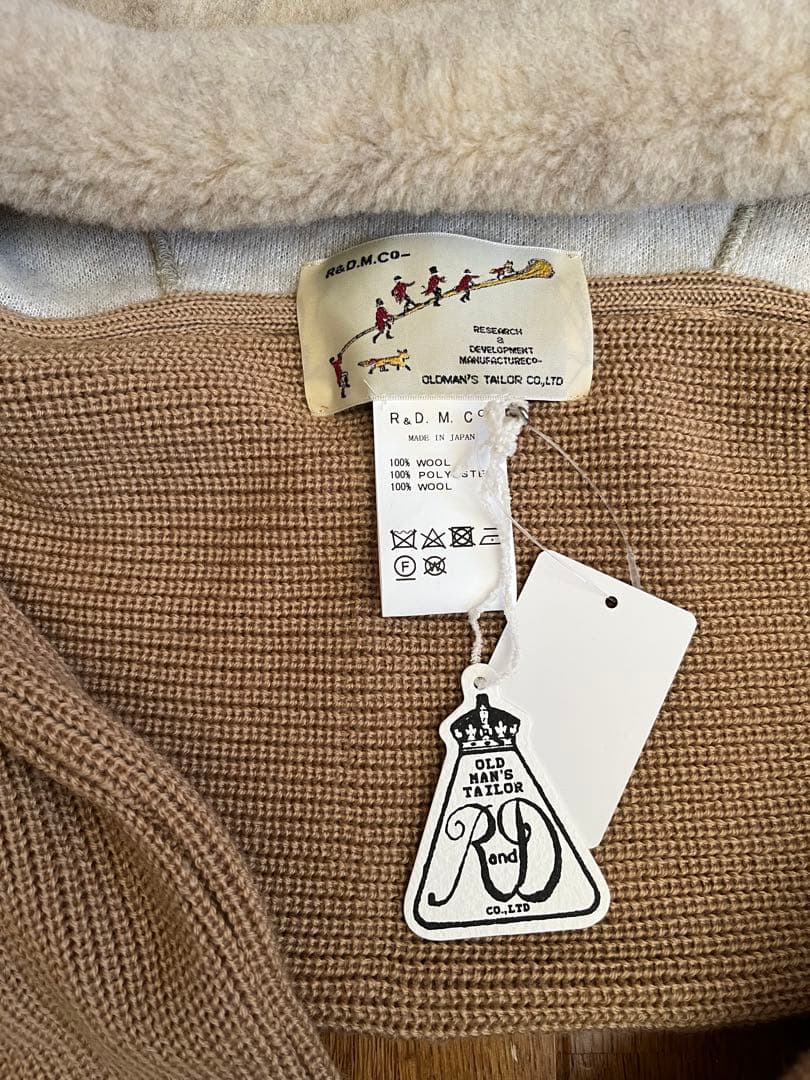 R&D.M.Co-
RESEARCH
&
DEVELOPMENT
MANUFACTURECO-
OLDMAN'S TAILOR CO.,LTD
R&D. M. Co
MADE IN JAPAN
100% WOOL
100% POLYESTE
100% WOOL
F
W
OLD
MAN'S
TAILOR
R and D
CO.,LTD